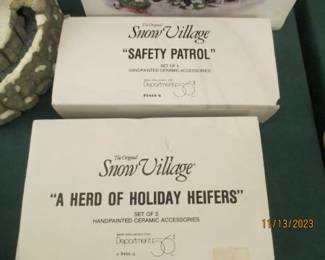 The Original
Snow Village
"SAFETY PATROL"
SET OF 4
HANDPAINTED CERAMIC ACCESSORIES
Department 56
The Original
Snow Village
"A HERD OF HOLIDAY HEIFERS"
SET OF 3
HANDPAINTED CERAMIC ACCESSORIES
Department 56
11/13/2023